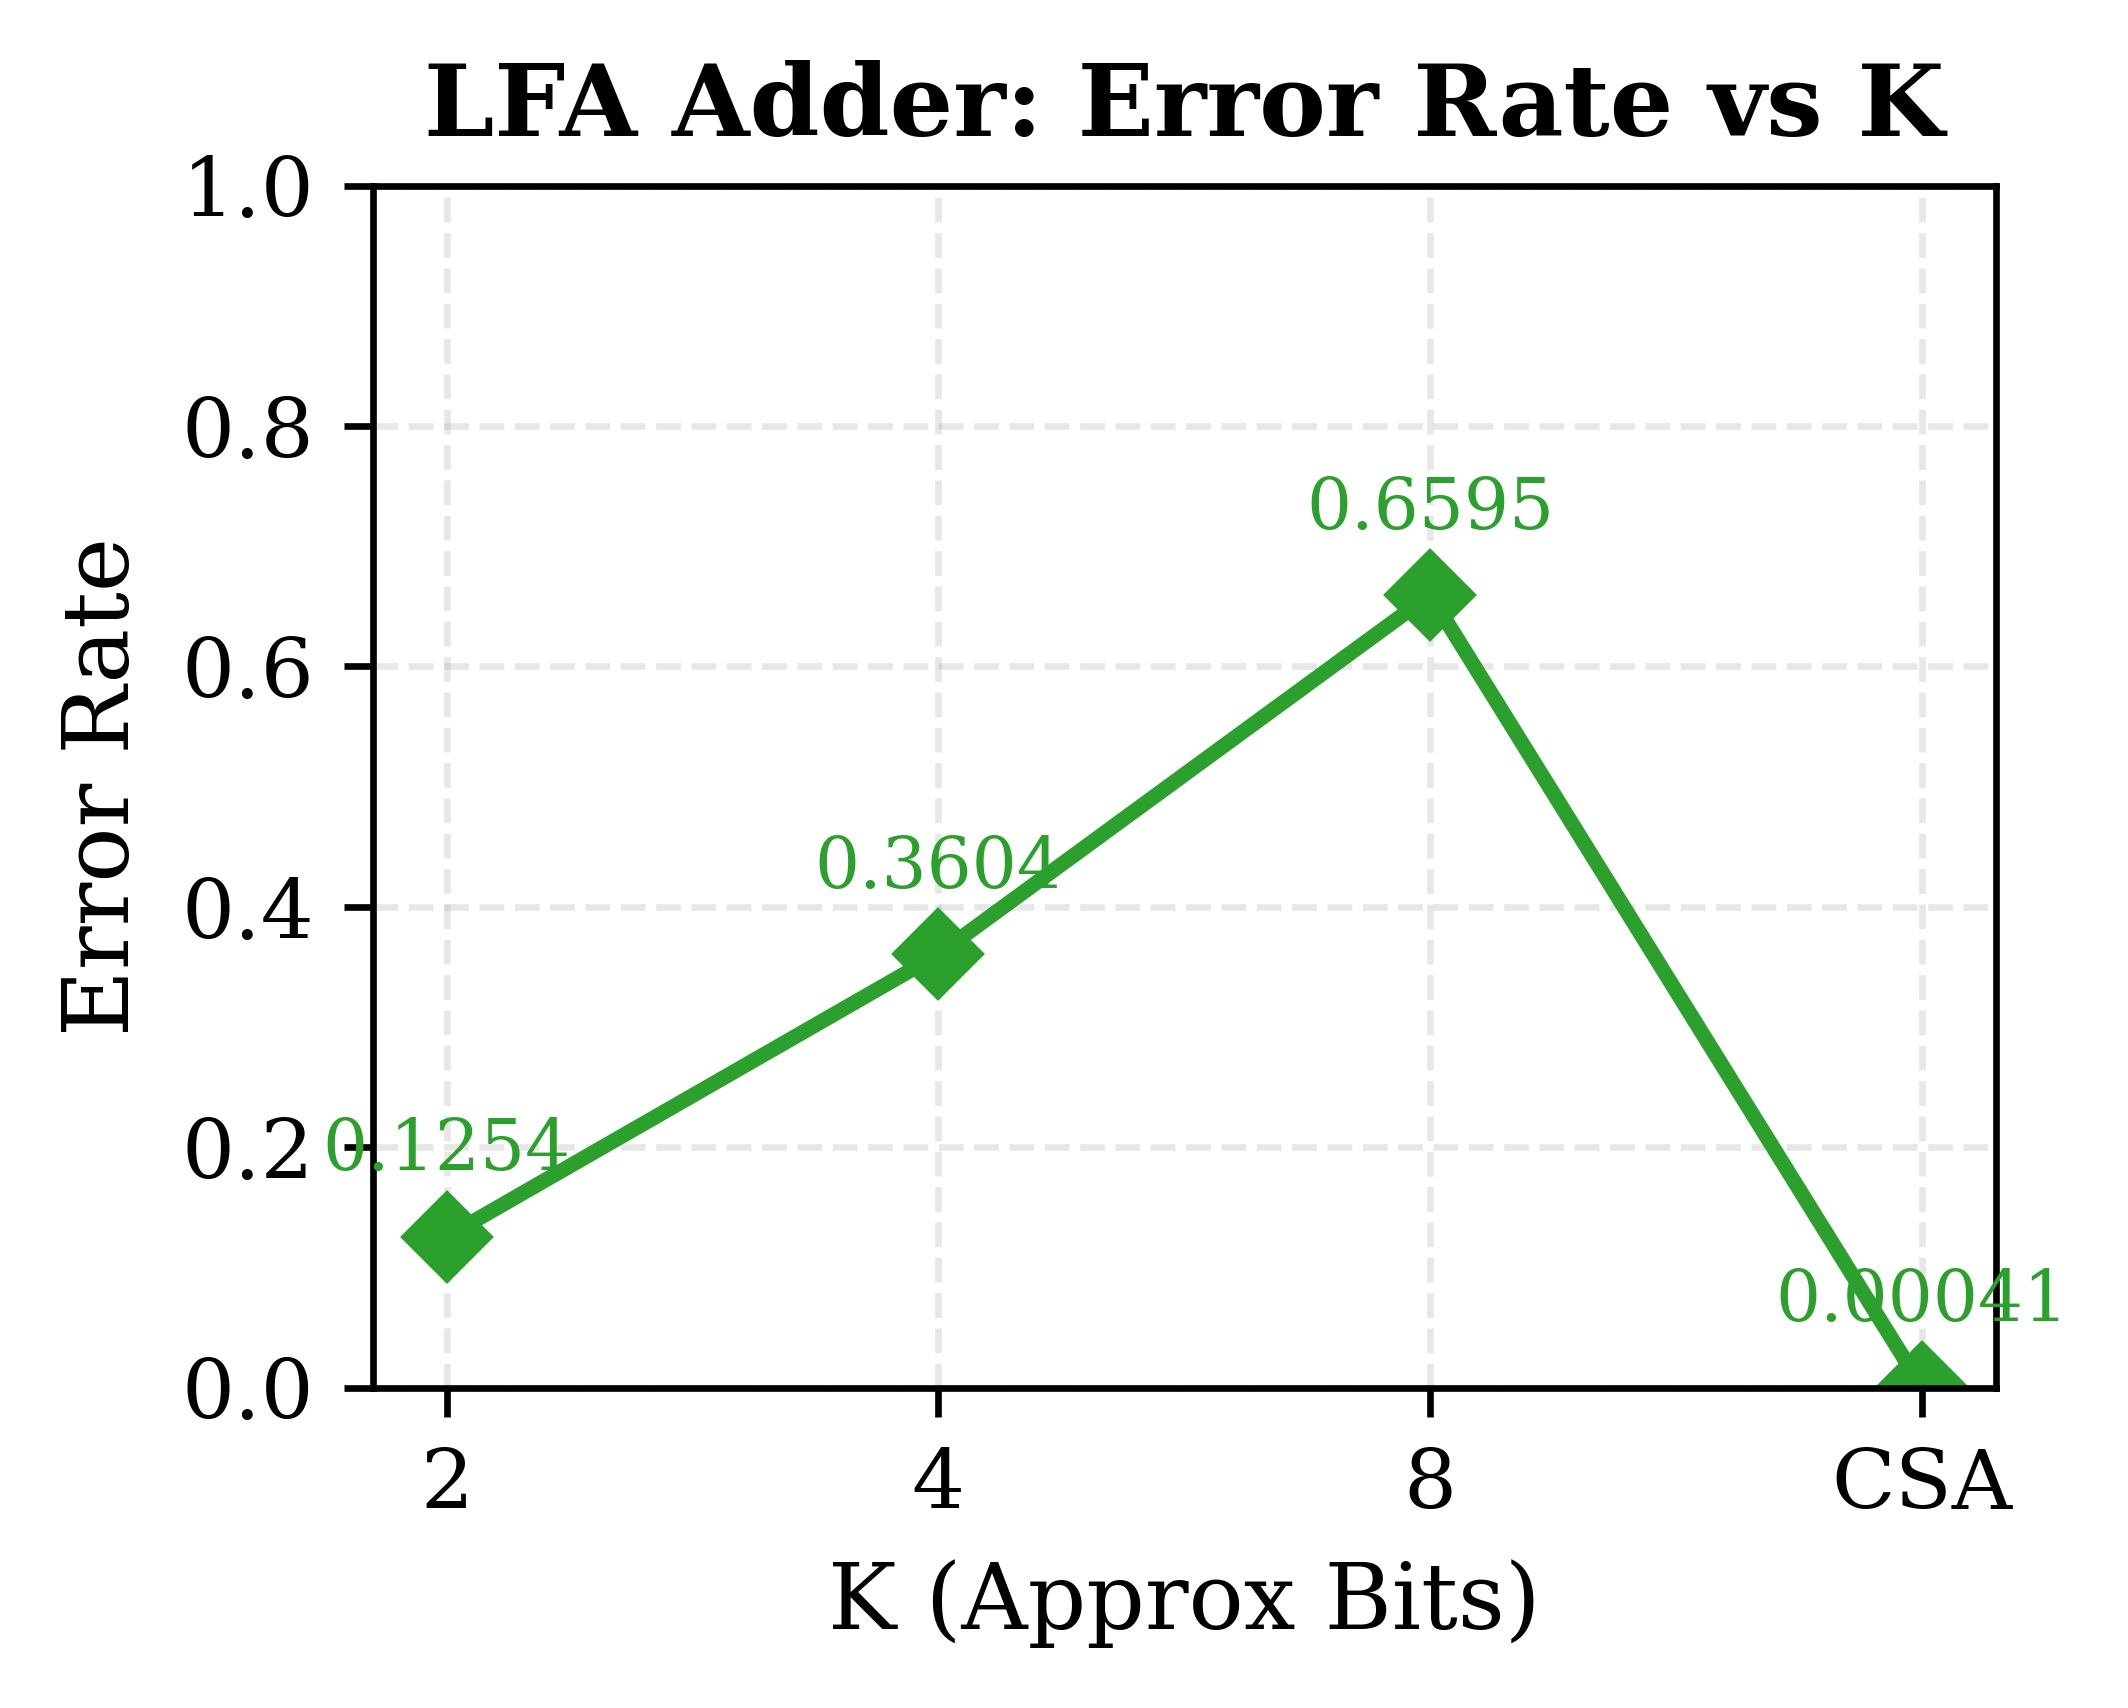 LFA Adder: Error Rate vs K
1.0
0.8
0.6
0.4
0.2
0.0
Error Rate
0.1254
0.3604
0.6595
0.00041
2 4 8 CSA
K (Approx Bits)